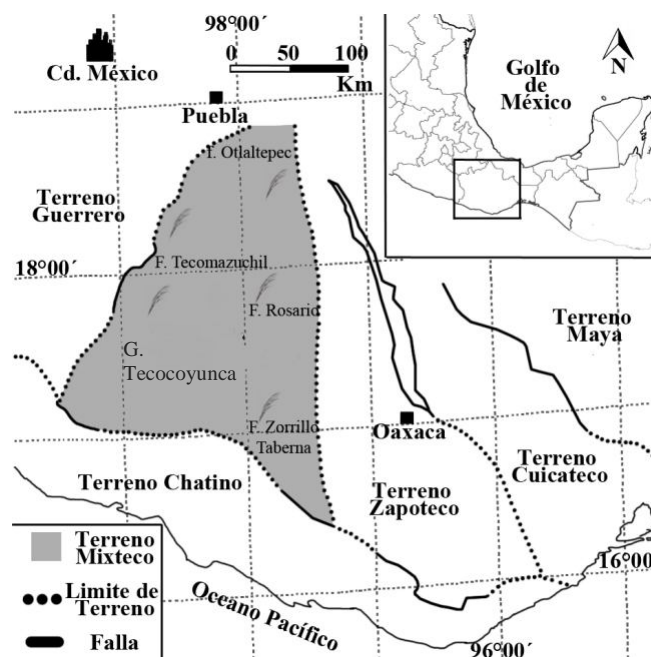 98°00´
Cd. México
0 50 100
Km
Puebla
Golfo
de
México
N
I. Otlaltepec
Terreno
Guerrero
F. Tecomazuchil
18°00´
F. Rosario
Terreno
Maya
G.
Tecocoyunca
F. Zorrillo
Taberna
Oaxaca
Terreno
Cuicateco
Terreno Chatino
Terreno
Zapoteco
Terreno
Mixteco
Limite de
Terreno
Falla
Oceano Pacífico
16°00´
96°00´